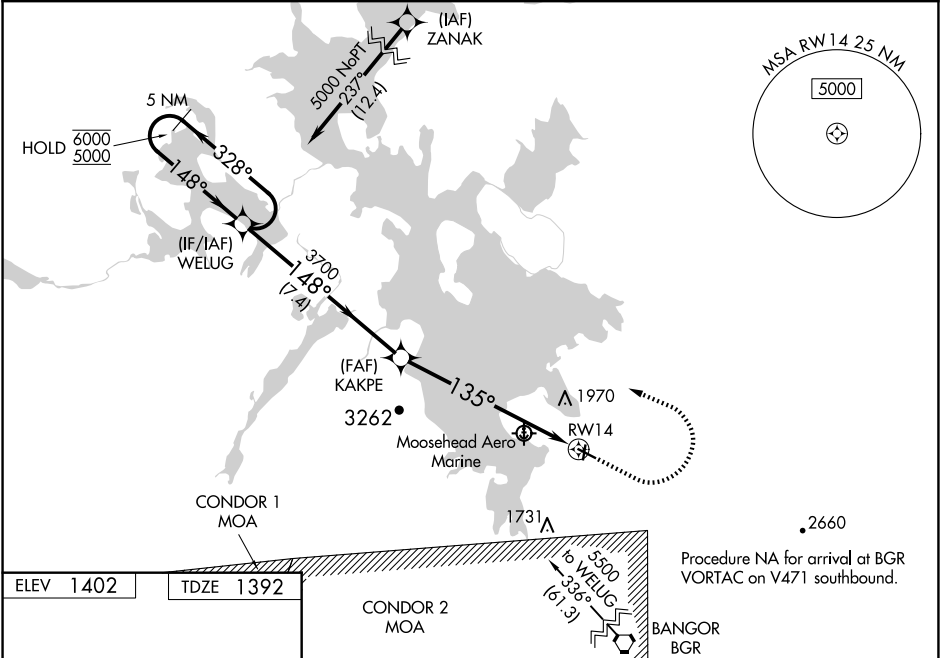 (IAF)
ZANAK
5000 NoPT
237°
(12.4)
MSA RW14 25 NM
5000
5 NM
HOLD 6000
5000
328°
148°
(IF/IAF)
WELUG
3700
148°
(7.4)
(FAF)
KAKPE
135°
1970
3262
RW14
Moosehead Aero
Marine
CONDOR 1
MOA
1731
2660
Procedure NA for arrival at BGR
VORTAC on V471 southbound.
5500
to WELUG
336°
(61.3)
ELEV 1402
TDZE 1392
CONDOR 2
MOA
BANGOR
BGR